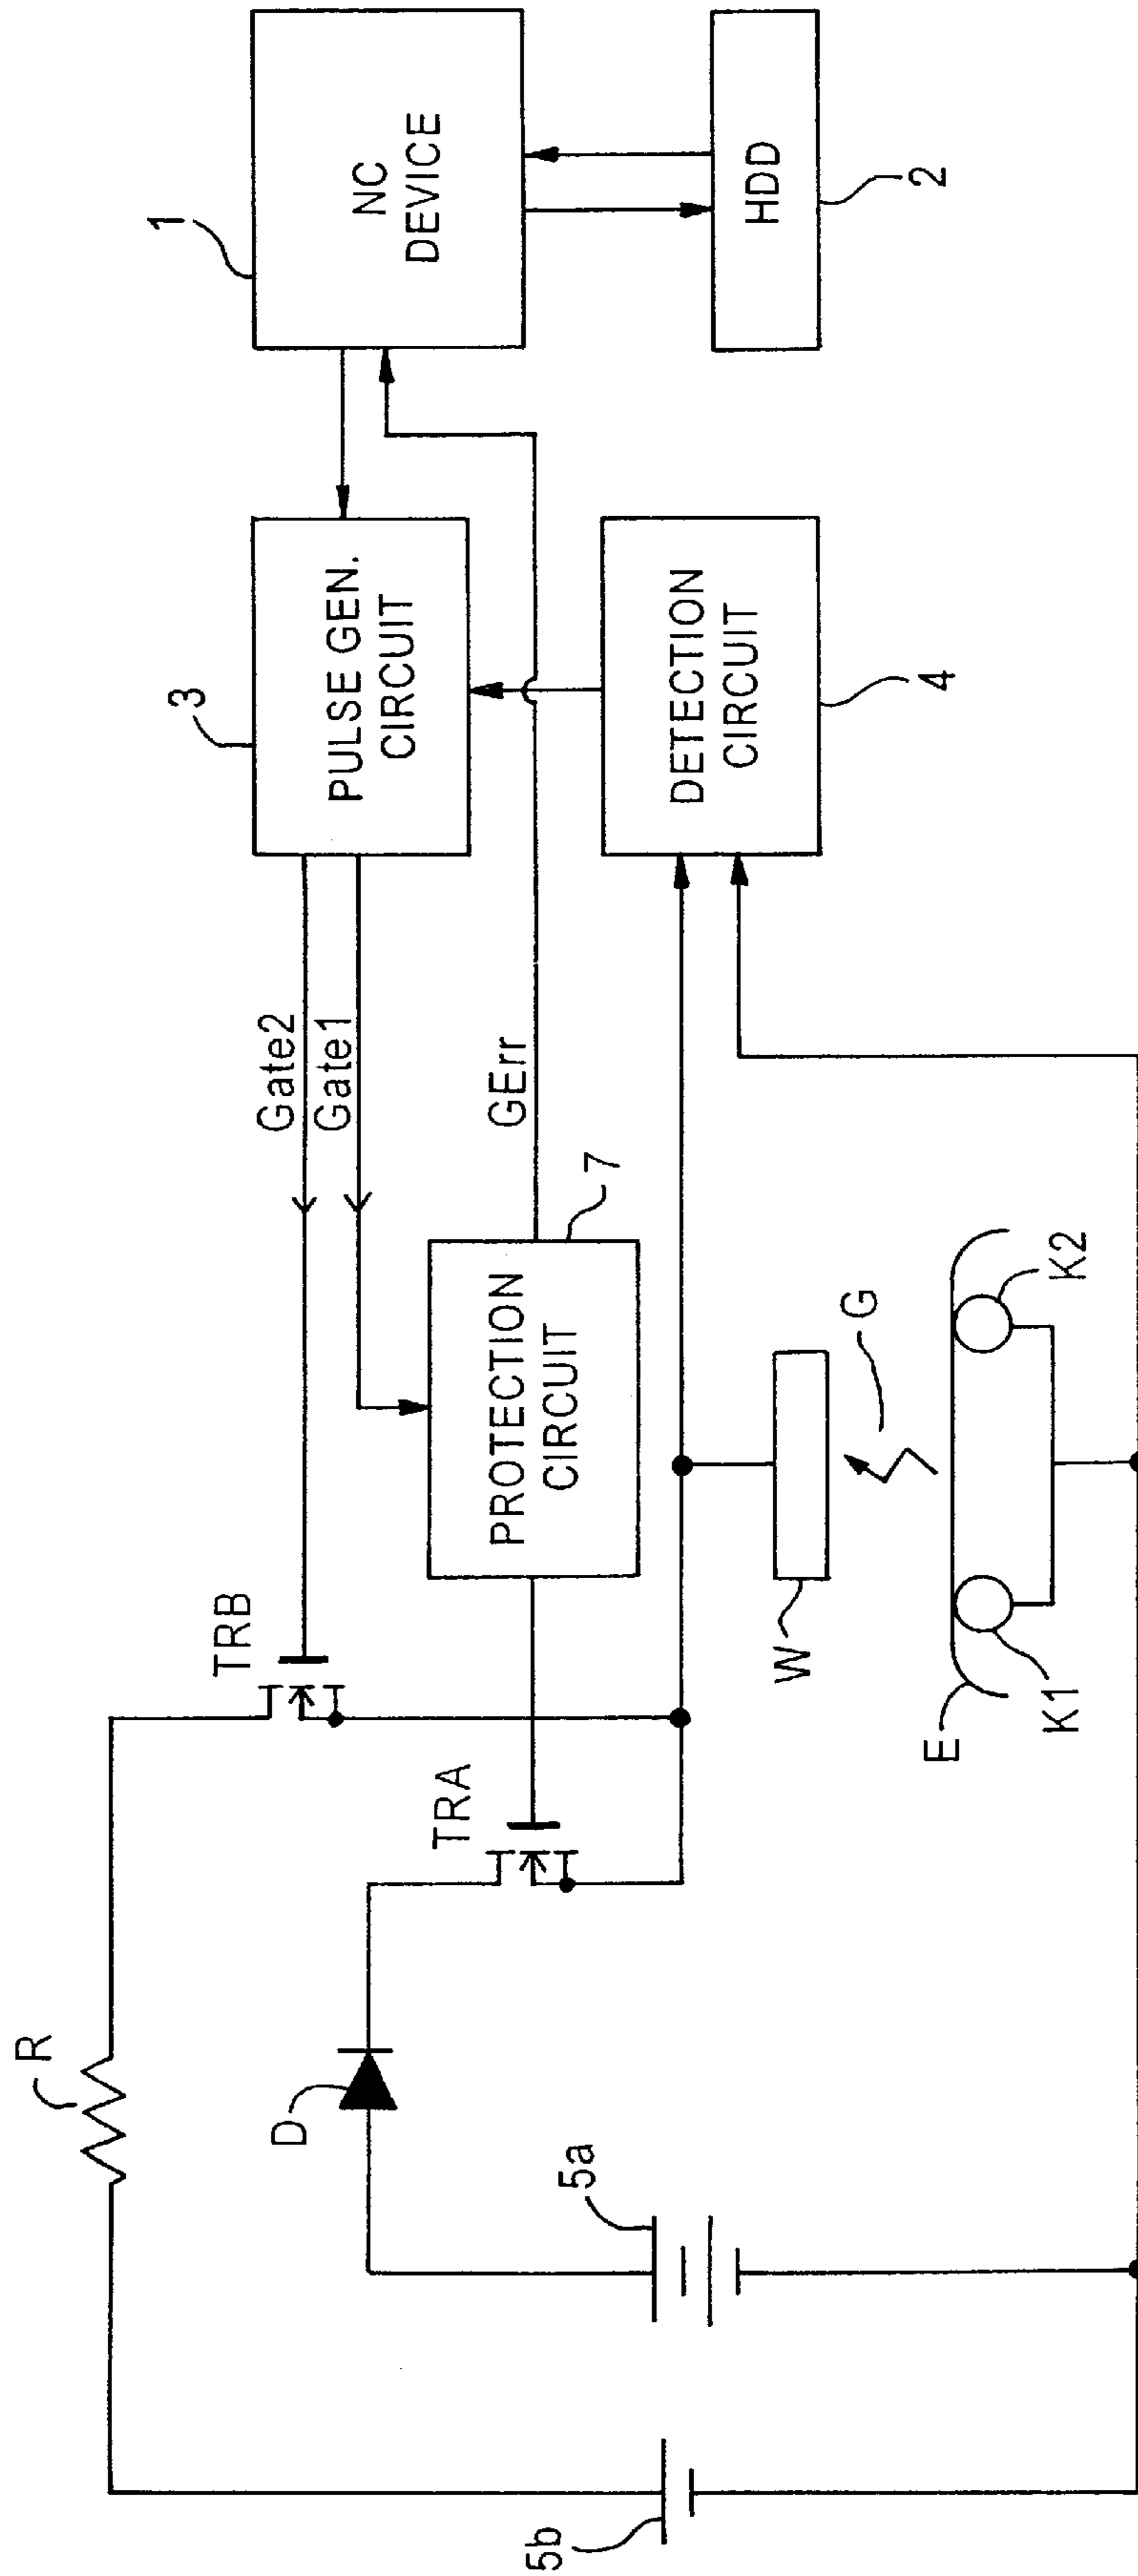 R
D
5a
5b
TRB
TRA
Gate2
Gate1
GErr
PROTECTION
CIRCUIT
7
W
G
E
K1
K2
3
PULSE GEN.
CIRCUIT
DETECTION
CIRCUIT
4
1
NC
DEVICE
HDD
2